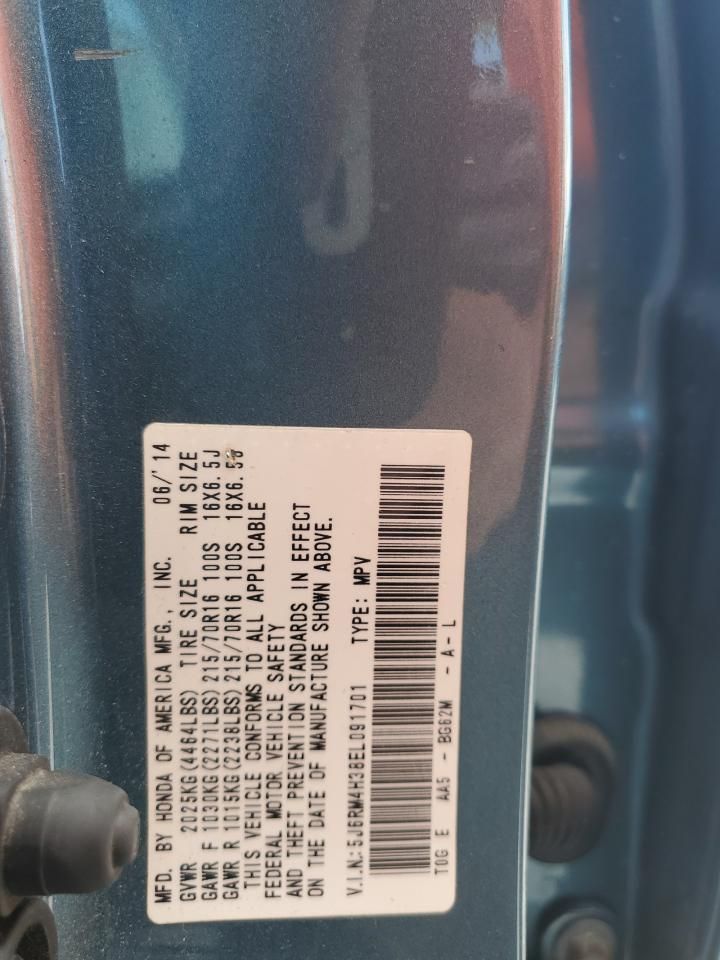 MFD. BY HONDA OF AMERICA MFG., INC. 06/'14
GVWR 2025KG(4464LBS) TIRE SIZE RIM SIZE
GAWR F 1030KG(2271LBS)215/70R16 100S 16X6.5J
GAWR R 1015KG(2238LBS)215/70R16 100S 16X6.5J
THIS VEHICLE CONFORMS TO ALL APPLICABLE
FEDERAL MOTOR VEHICLE SAFETY
AND THEFT PREVENTION STANDARDS IN EFFECT
ON THE DATE OF MANUFACTURE SHOWN ABOVE.
V.I.N.:5J6RM4H38EL091701 TYPE: MPV
T0G E AA5 - BG62M - A - L